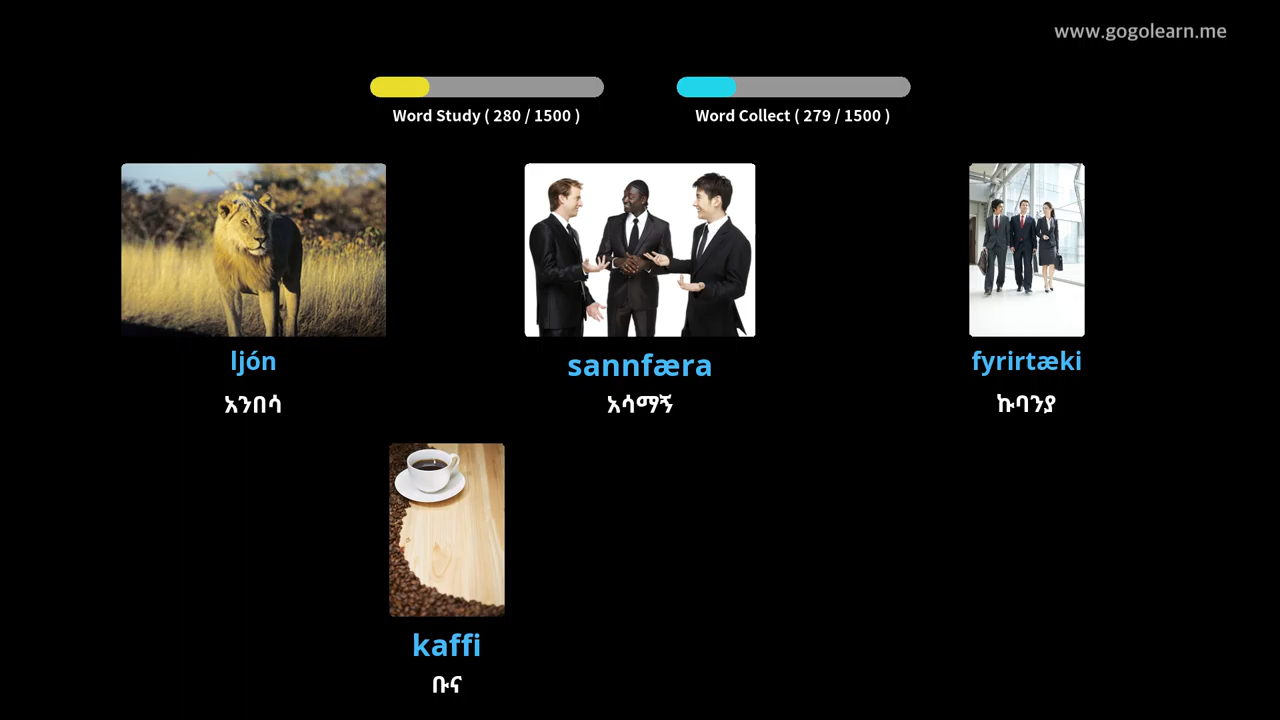 www.gogolearn.me
Word Study ( 280 / 1500 )
Word Collect ( 279 / 1500 )
ljón
sannfæra
fyrirtæki
አንበሳ
አሳማኝ
ኩባንያ
kaffi
ቡና